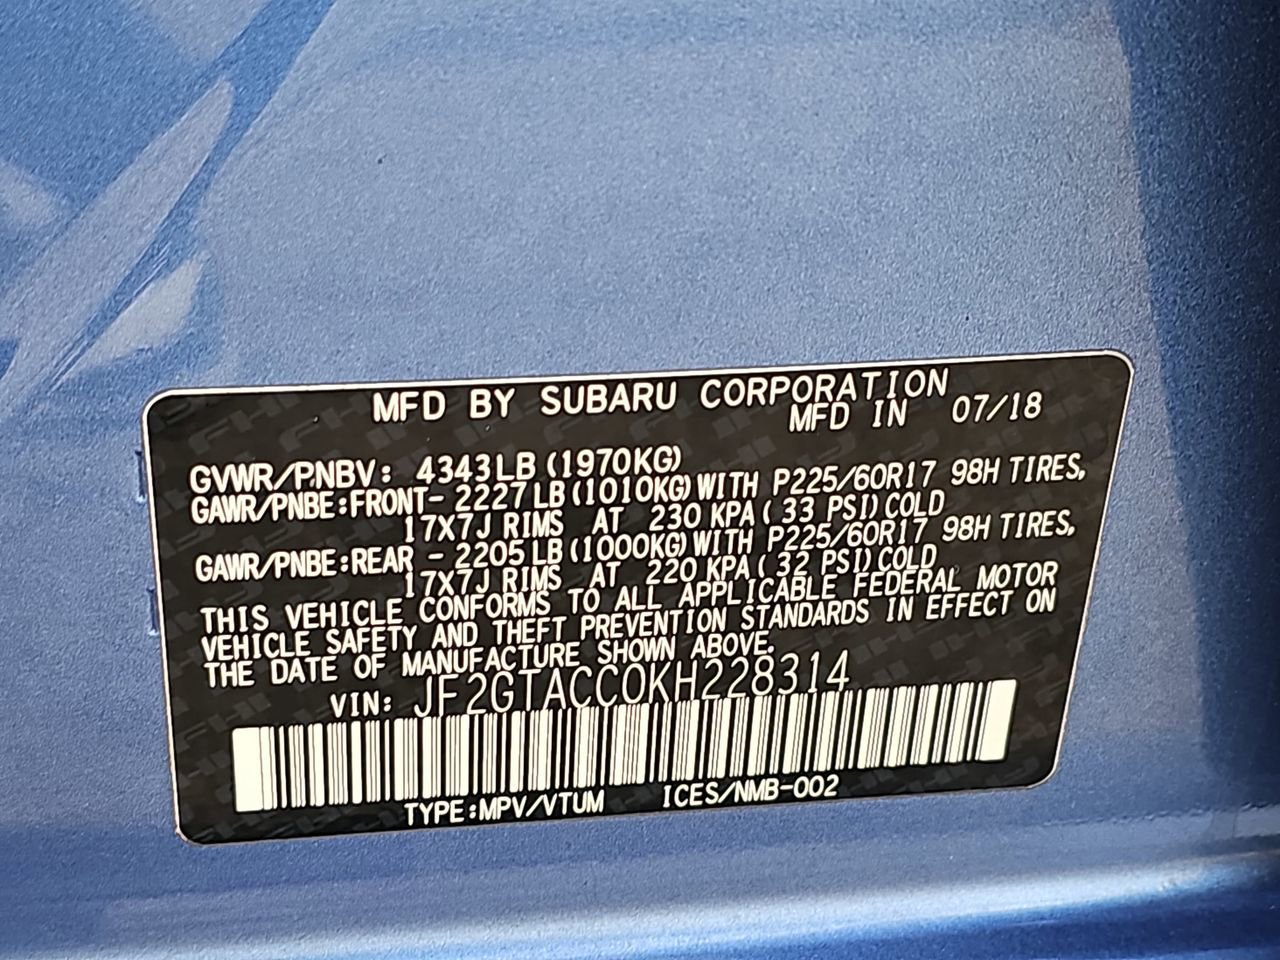 MFD BY SUBARU CORPORATION
MFD IN 07/18
GVWR/PNBV: 4343LB (1970KG)
GAWR/PNBE:FRONT- 2227LB (1010KG) WITH P225/60R17 98H TIRES,
17X7J RIMS AT 230 KPA ( 33 PSI) COLD
GAWR/PNBE:REAR - 2205LB (1000KG) WITH P225/60R17 98H TIRES,
17X7J RIMS AT 220 KPA ( 32 PSI) COLD
THIS VEHICLE CONFORMS TO ALL APPLICABLE FEDERAL MOTOR
VEHICLE SAFETY AND THEFT PREVENTION STANDARDS IN EFFECT ON
THE DATE OF MANUFACTURE SHOWN ABOVE.
VIN: JF2GTACC0KH228314
TYPE:MPV/VTUM ICES/NMB-002